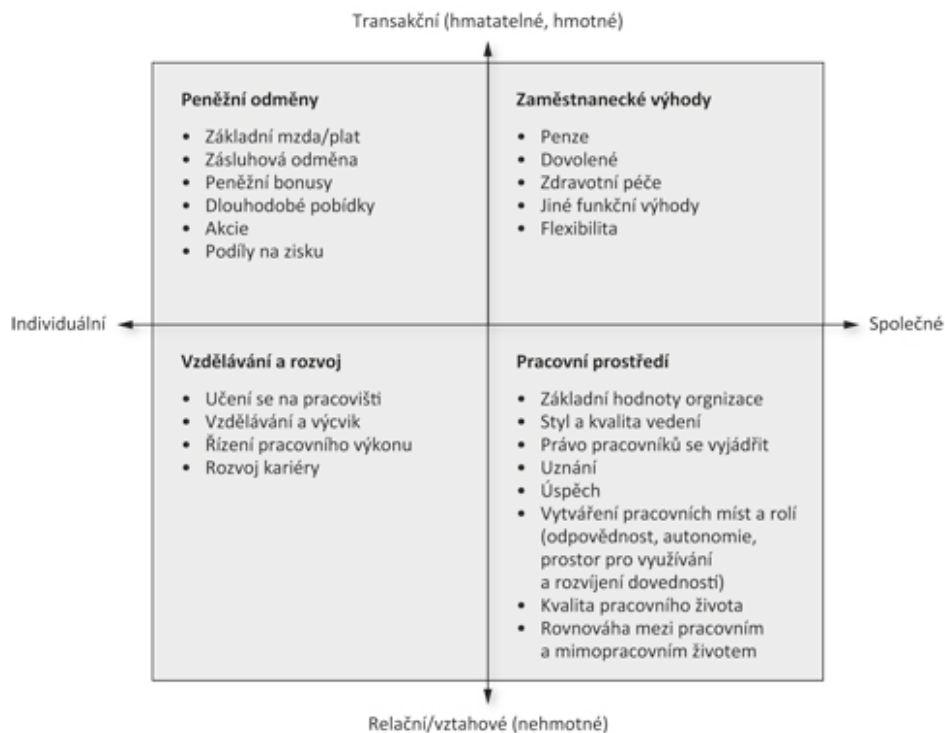 Transakční (hmatatelné, hmotné)
Peněžní odměny
• Základní mzda/plat
• Zásluhová odměna
• Peněžní bonusy
• Dlouhodobé pobídky
• Akcie
• Podíly na zisku
Zaměstnanecké výhody
• Penze
• Dovolené
• Zdravotní péče
• Jiné funkční výhody
• Flexibilita
Individuální
Společné
Vzdělávání a rozvoj
• Učení se na pracovišti
• Vzdělávání a výcvik
• Řízení pracovního výkonu
• Rozvoj kariéry
Pracovní prostředí
• Základní hodnoty orgnizace
• Styl a kvalita vedení
• Právo pracovníků se vyjádřit
• Uznání
• Úspěch
• Vytváření pracovních míst a rolí
(odpovědnost, autonomie,
prostor pro využívání
a rozvíjení dovedností)
• Kvalita pracovního života
• Rovnováha mezi pracovním
a mimopracovním životem
Relační/vztahové (nehmotné)